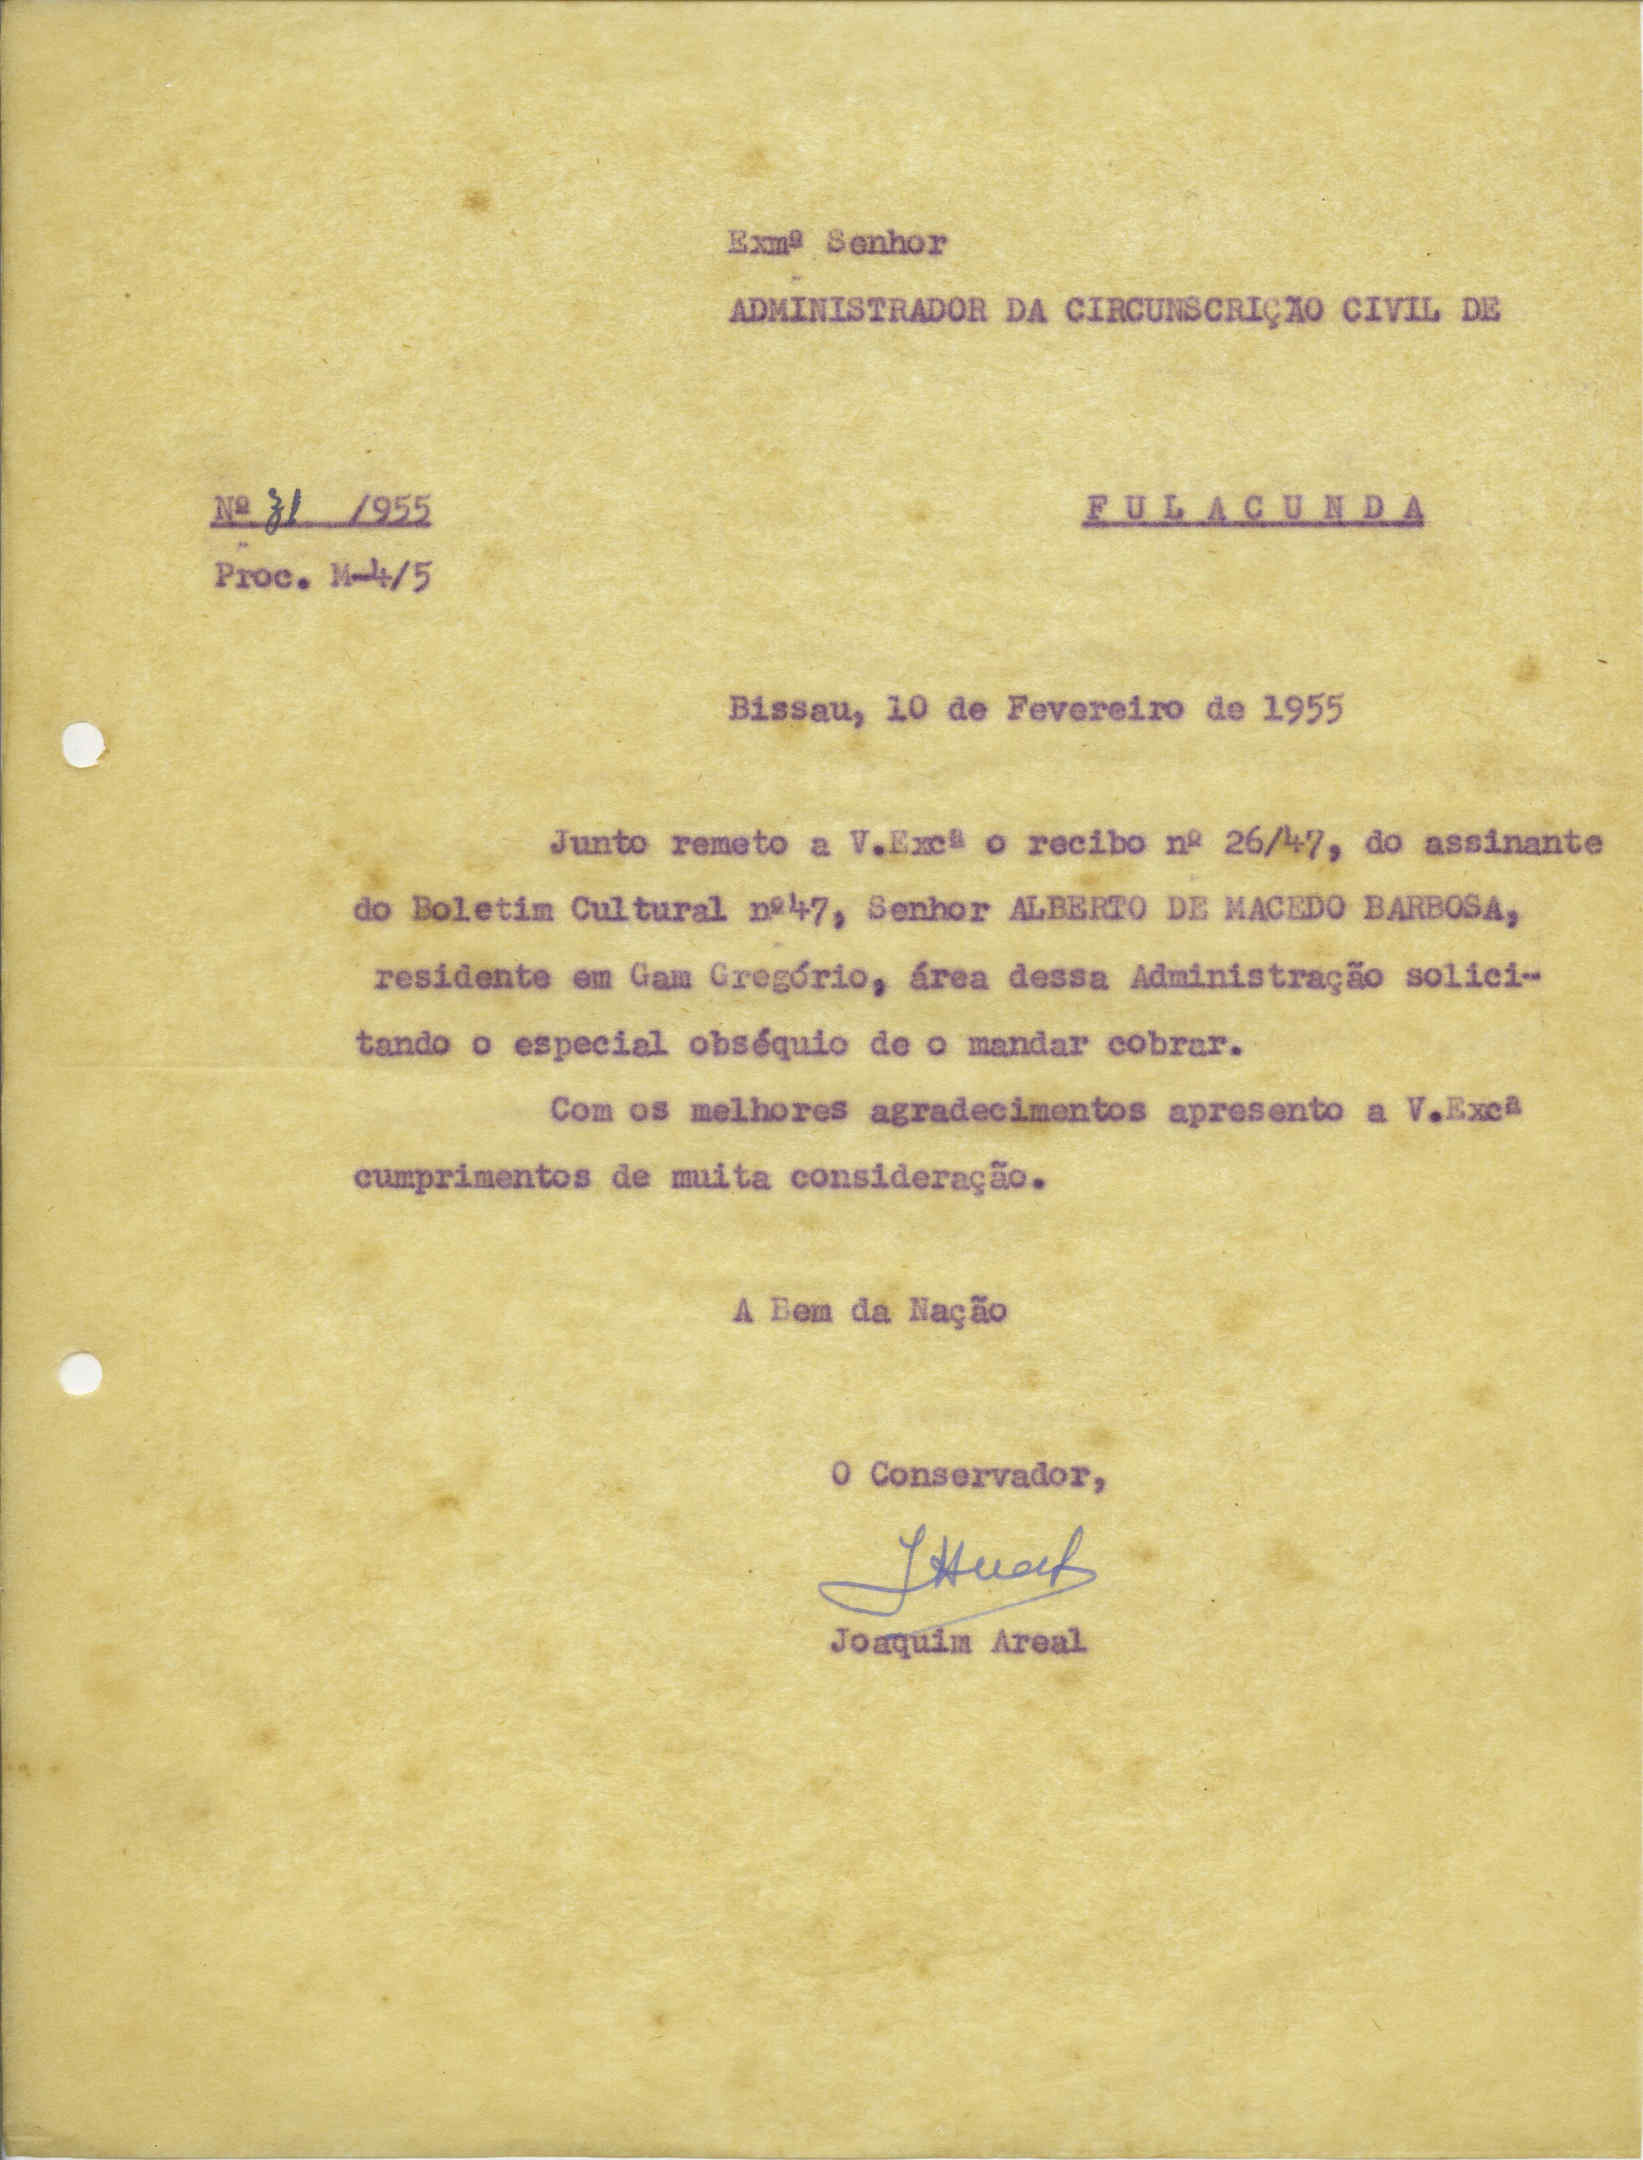 Exmº Senhor
ADMINISTRADOR DA CIRCUNSCRIÇÃO CIVIL DE
Nº 31 /955
FULACUNDA
Proc. M-4/5
Bissau, 10 de Fevereiro de 1955
Junto remeto a V.Excª o recibo nº 26/47, do assinante
do Boletim Cultural nº47, Senhor ALBERTO DE MACEDO BARBOSA,
residente em Gam Gregório, área dessa Administração solici-
tando o especial obséquio de o mandar cobrar.
Com os melhores agradecimentos apresento a V.Excª
cumprimentos de muita consideração.
A Bem da Nação
O Conservador,
Joaquim Areal